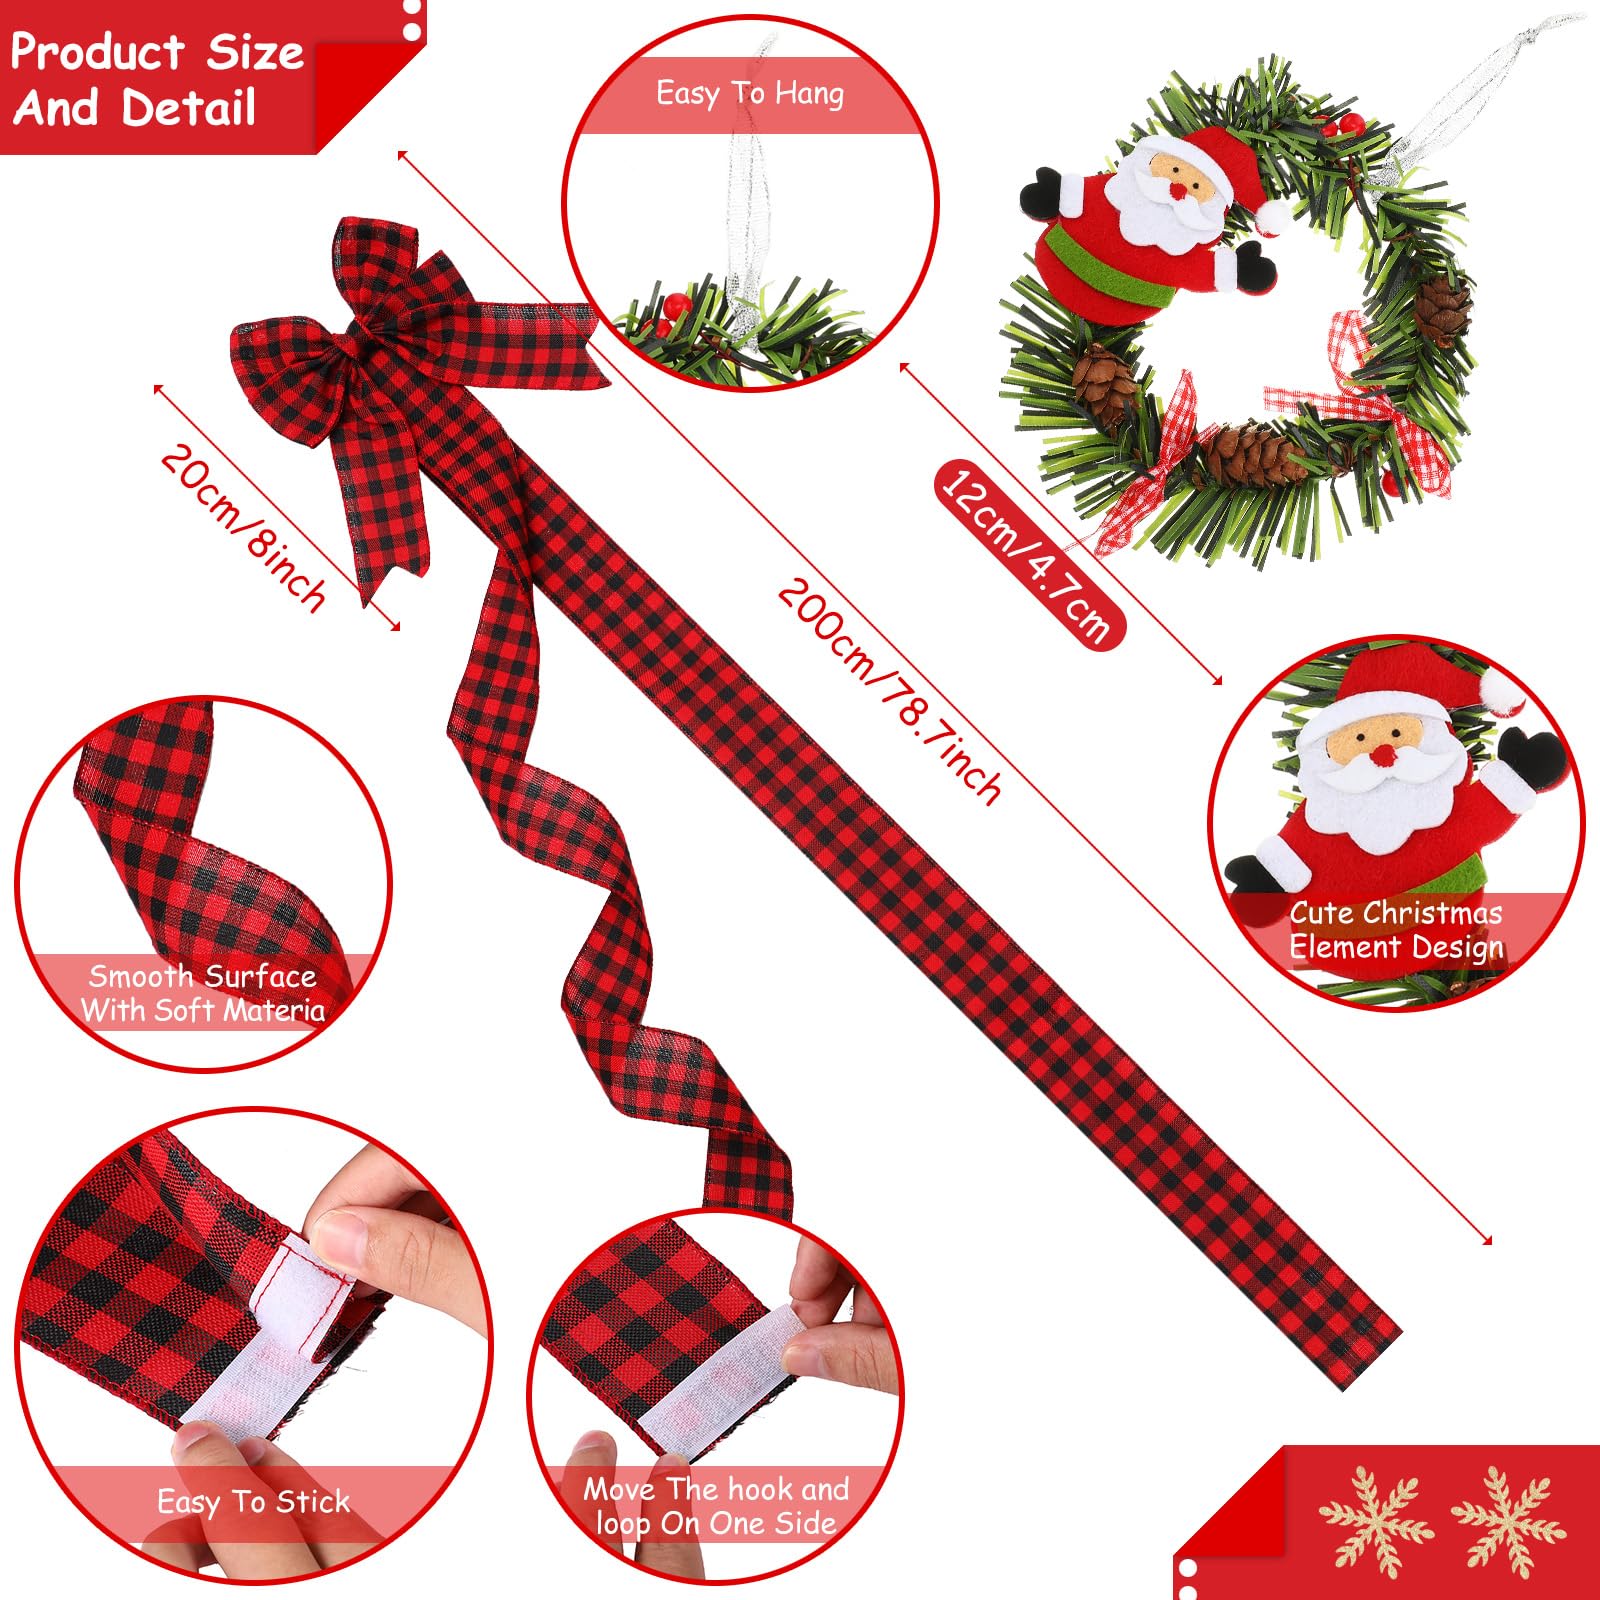 Product Size
And Detail
Easy To Hang
20cm/8inch
200cm/78.7inch
12cm/4.7cm
Smooth Surface
With Soft Materia
Cute Christmas
Element Design
Easy To Stick
Move The hook and
loop On One Side